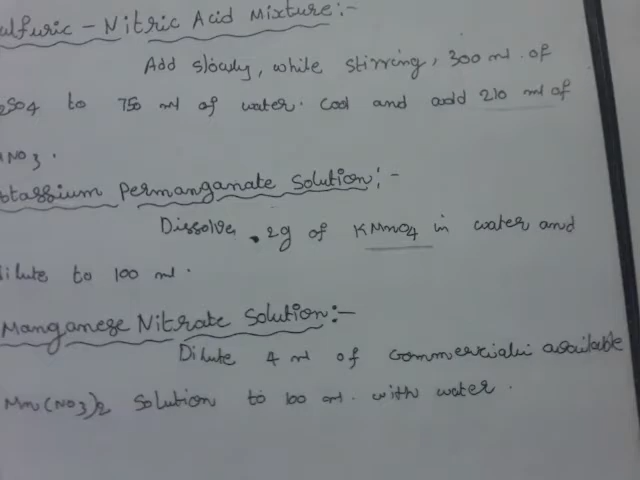 ulfuric - Nitric Acid Mixture:-
Add slowly, while stirring, 300 ml. of
2SO4 to 750 ml of water. Cool and add 210 ml of
NO3.
otassium Permanganate Solution:-
Dissolve .2g of KMnO4 in water and
dilute to 100 ml.
Manganese Nitrate Solution:-
Dilute 4 ml of commercialii available
Mn(NO3)2 solution to 100 ml. with water.